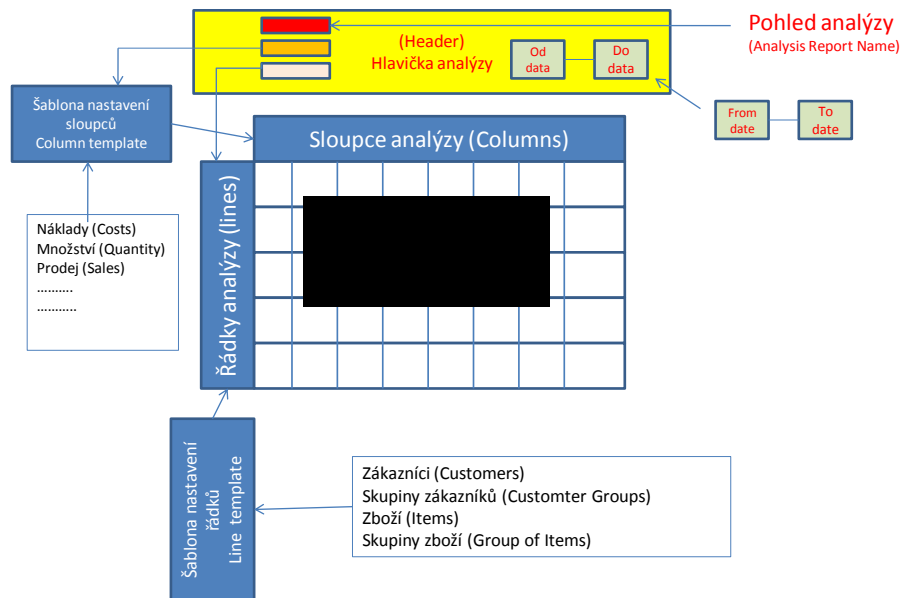 Pohled analýzy
(Analysis Report Name)
(Header)
Hlavička analýzy
Od
data
Do
data
From
date
To
date
Šablona nastavení
sloupců
Column template
Sloupce analýzy (Columns)
Řádky analýzy (lines)
Náklady (Costs)
Množství (Quantity)
Prodej (Sales)
……….
………..
Šablona nastavení
řádků
Line template
Zákazníci (Customers)
Skupiny zákazníků (Customter Groups)
Zboží (Items)
Skupiny zboží (Group of Items)